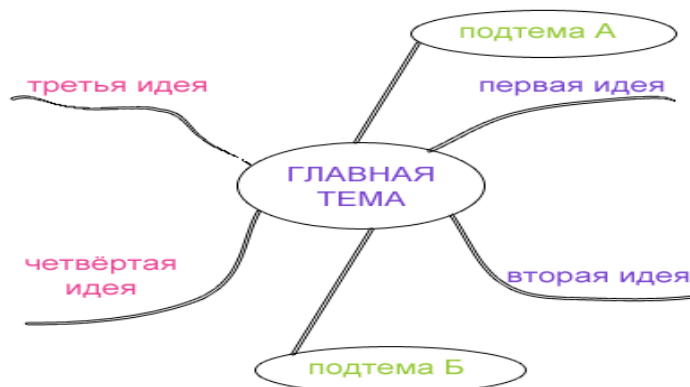 подтема А
третья идея
первая идея
ГЛАВНАЯ
ТЕМА
четвёртая
идея
вторая идея
подтема Б